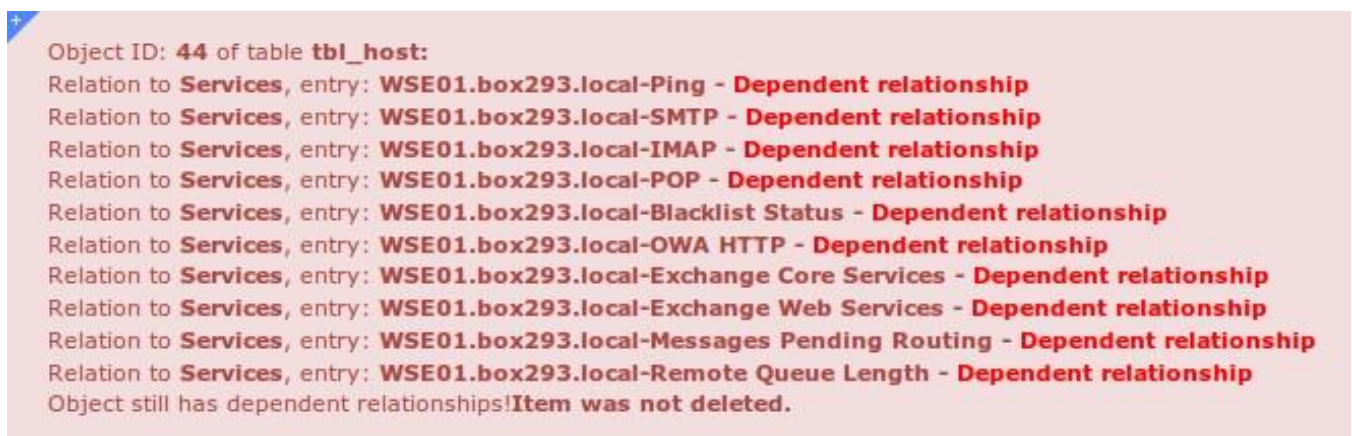 +
Object ID: 44 of table tbl_host:
Relation to Services, entry: WSE01.box293.local-Ping - Dependent relationship
Relation to Services, entry: WSE01.box293.local-SMTP - Dependent relationship
Relation to Services, entry: WSE01.box293.local-IMAP - Dependent relationship
Relation to Services, entry: WSE01.box293.local-POP - Dependent relationship
Relation to Services, entry: WSE01.box293.local-Blacklist Status - Dependent relationship
Relation to Services, entry: WSE01.box293.local-OWA HTTP - Dependent relationship
Relation to Services, entry: WSE01.box293.local-Exchange Core Services - Dependent relationship
Relation to Services, entry: WSE01.box293.local-Exchange Web Services - Dependent relationship
Relation to Services, entry: WSE01.box293.local-Messages Pending Routing - Dependent relationship
Relation to Services, entry: WSE01.box293.local-Remote Queue Length - Dependent relationship
Object still has dependent relationships!Item was not deleted.